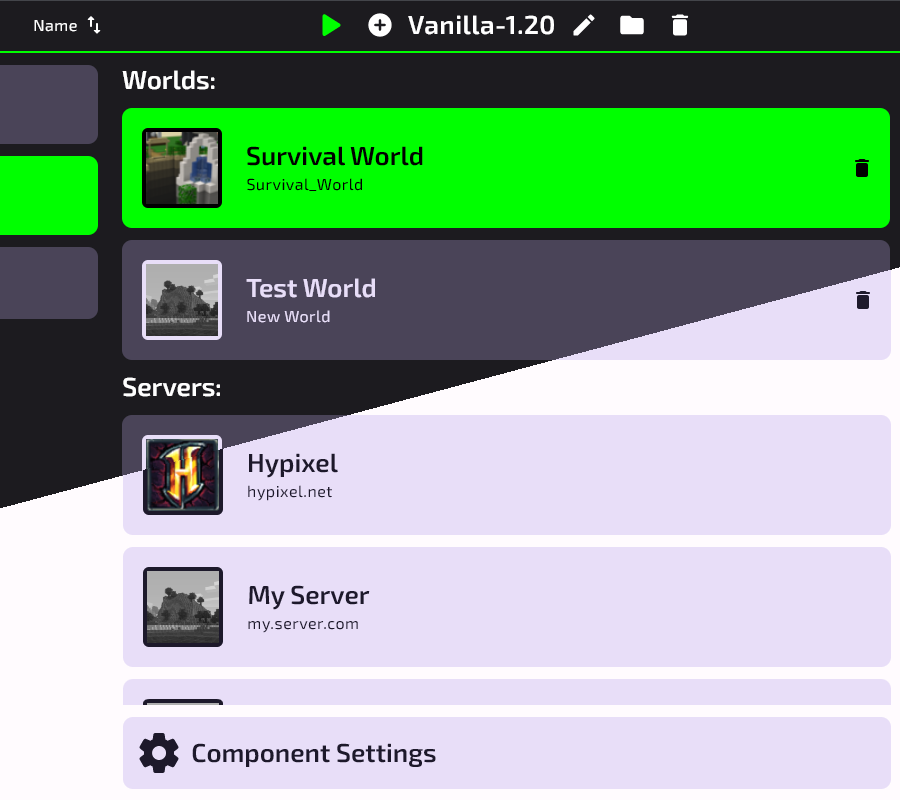 Name
Vanilla-1.20
Worlds:
Survival World
Survival_World
Test World
New World
Servers:
Hypixel
hypixel.net
My Server
my.server.com
Component Settings